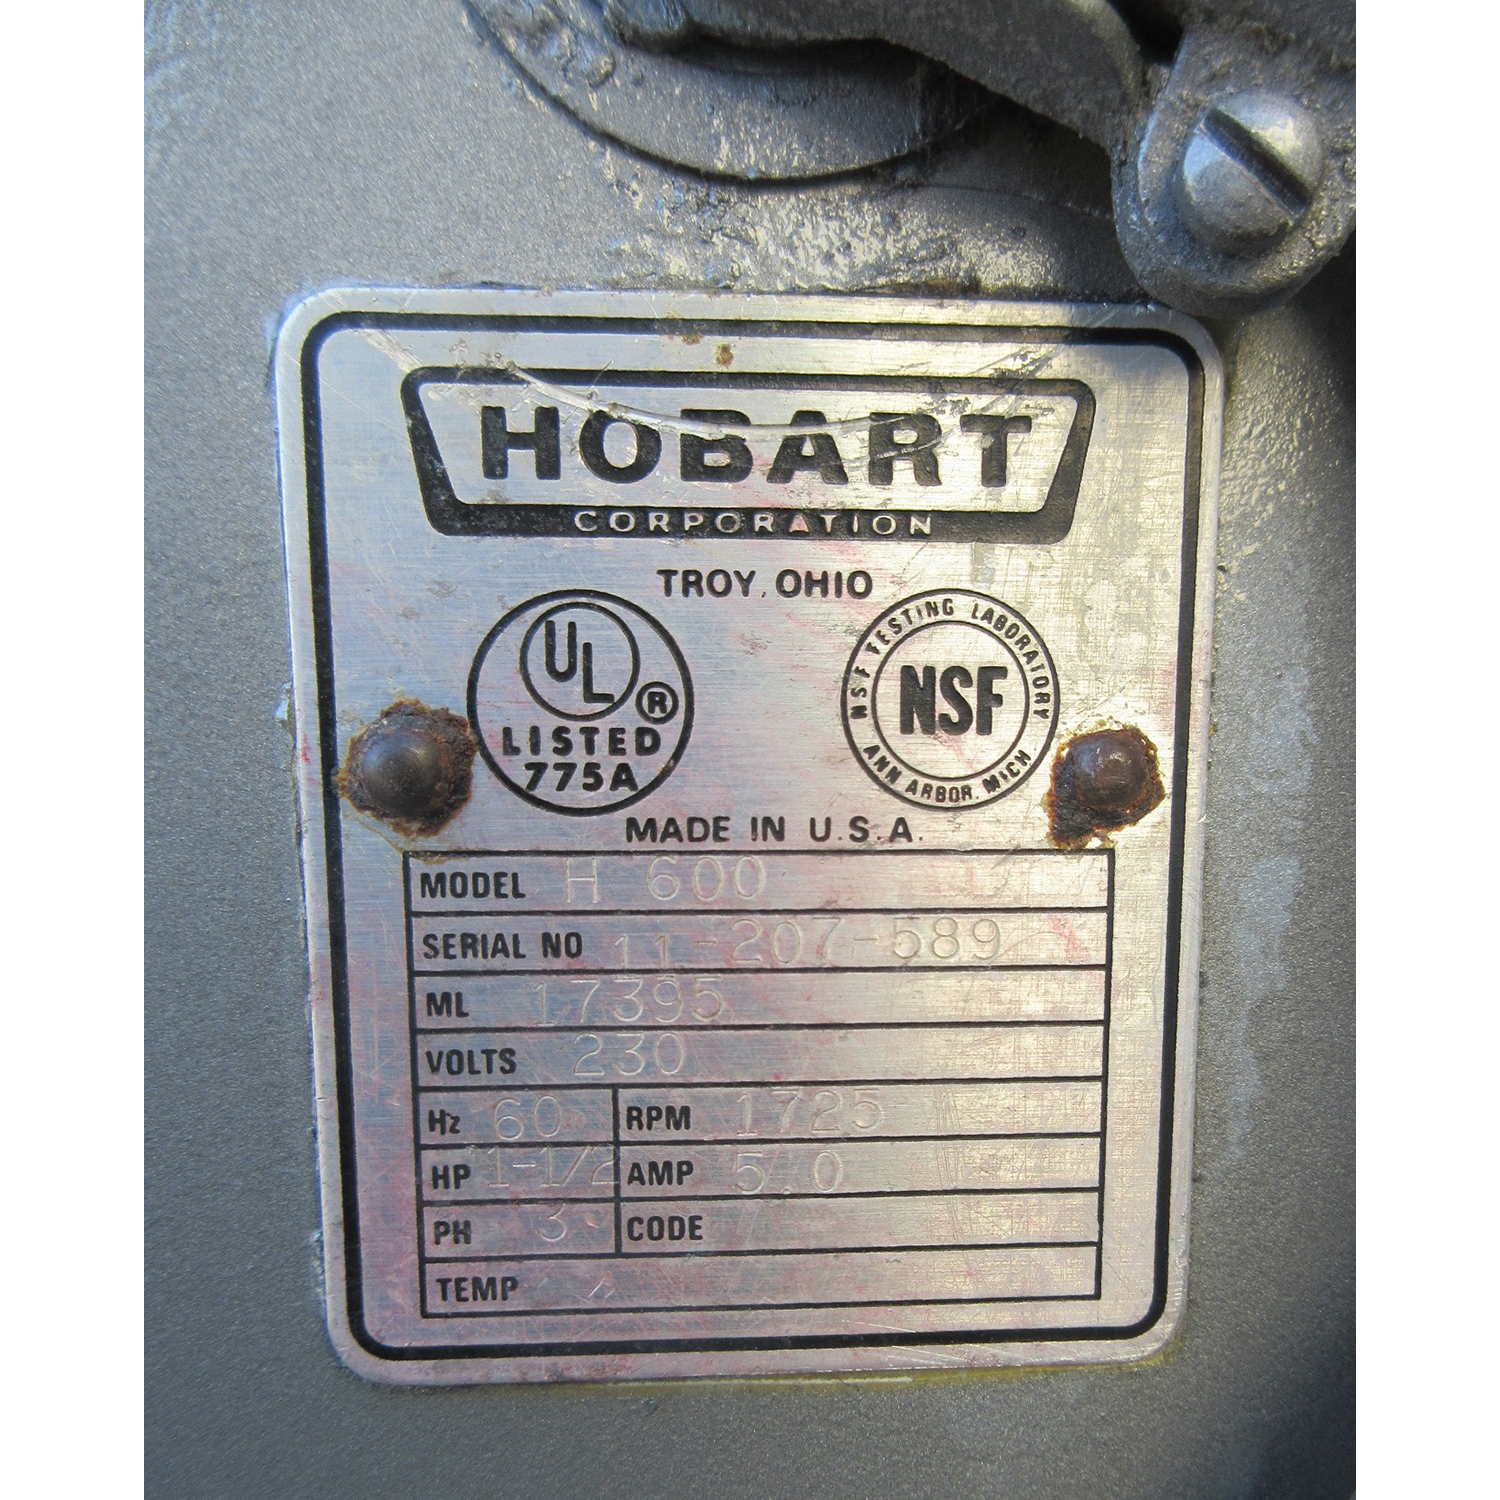 HOBART
CORPORATION
TROY, OHIO
UL ®
LISTED
775A
NSF TESTING LABORATORY
NSF
ANN ARBOR, MICH
MADE IN U.S.A.
MODEL H 600
SERIAL NO 11-207-589
ML 17395
VOLTS 230
Hz 60 RPM 1725
HP 1-1/2 AMP 5.0
PH 3 CODE
TEMP